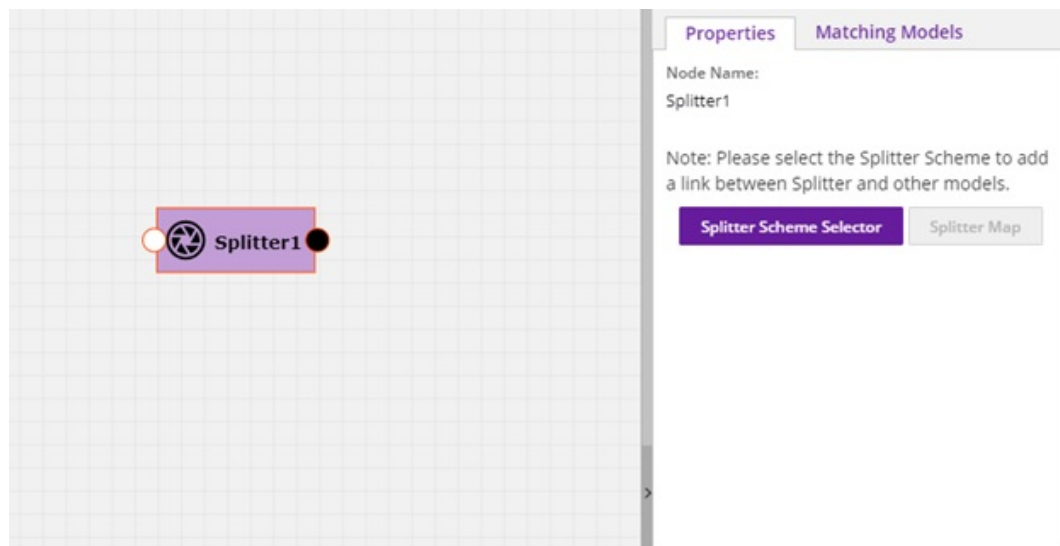 Properties Matching Models
Node Name:
Splitter1
Note: Please select the Splitter Scheme to add
a link between Splitter and other models.
Splitter Scheme Selector Splitter Map
Splitter1